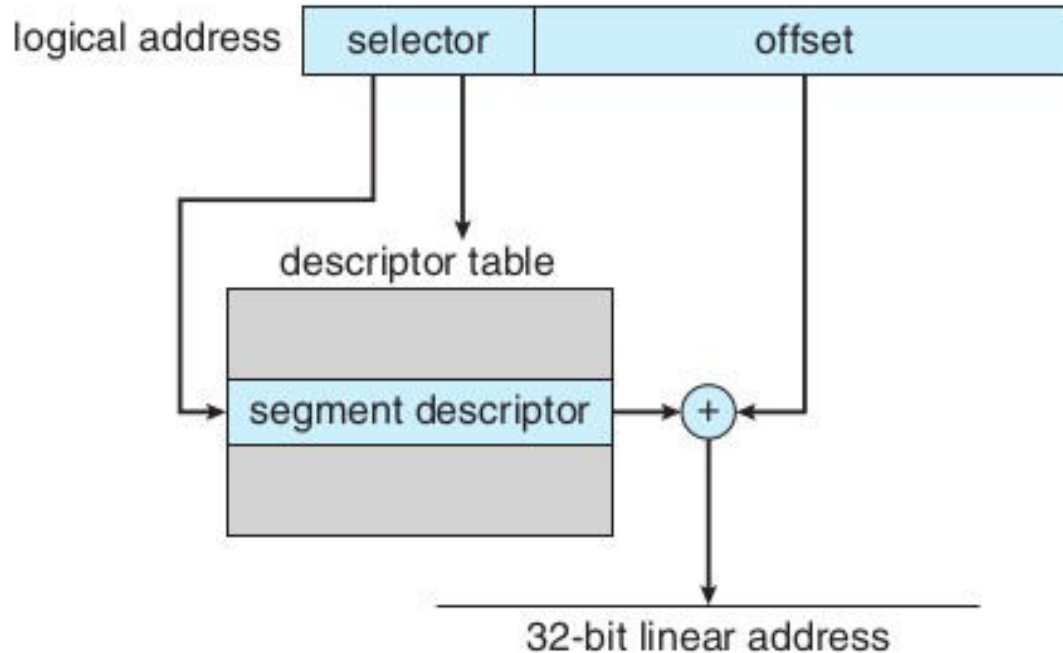 logical address
selector
offset
descriptor table
segment descriptor
+
32-bit linear address